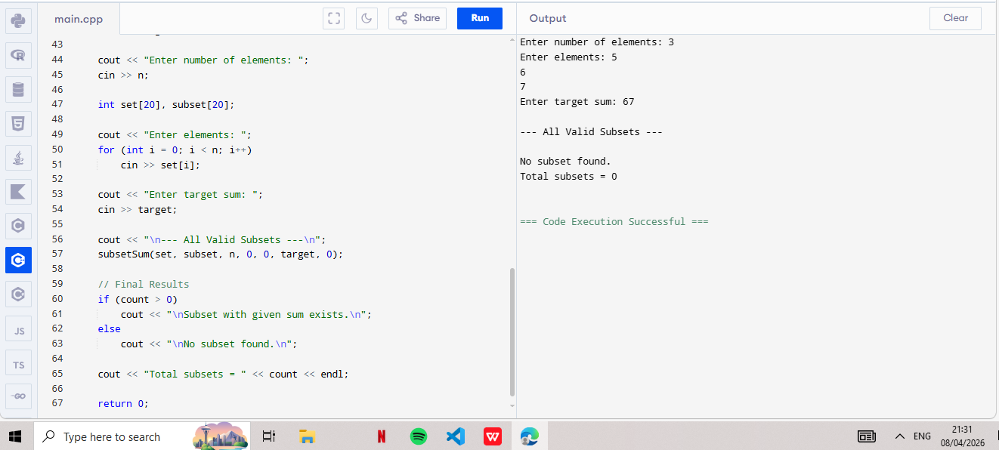 main.cpp
Share
Run
Output
Clear
43
44 cout << "Enter number of elements: ";
45 cin >> n;
46
47 int set[20], subset[20];
48
49 cout << "Enter elements: ";
50 for (int i = 0; i < n; i++)
51 cin >> set[i];
52
53 cout << "Enter target sum: ";
54 cin >> target;
55
56 cout << "\n--- All Valid Subsets ---\n";
57 subsetSum(set, subset, n, 0, 0, target, 0);
58
59 // Final Results
60 if (count > 0)
61 cout << "\nSubset with given sum exists.\n";
62 else
63 cout << "\nNo subset found.\n";
64
65 cout << "Total subsets = " << count << endl;
66
67 return 0;
Enter number of elements: 3
Enter elements: 5
6
7
Enter target sum: 67
--- All Valid Subsets ---
No subset found.
Total subsets = 0
=== Code Execution Successful ===
JS
TS
GO
Type here to search
N
W
ENG
21:31
08/04/2026